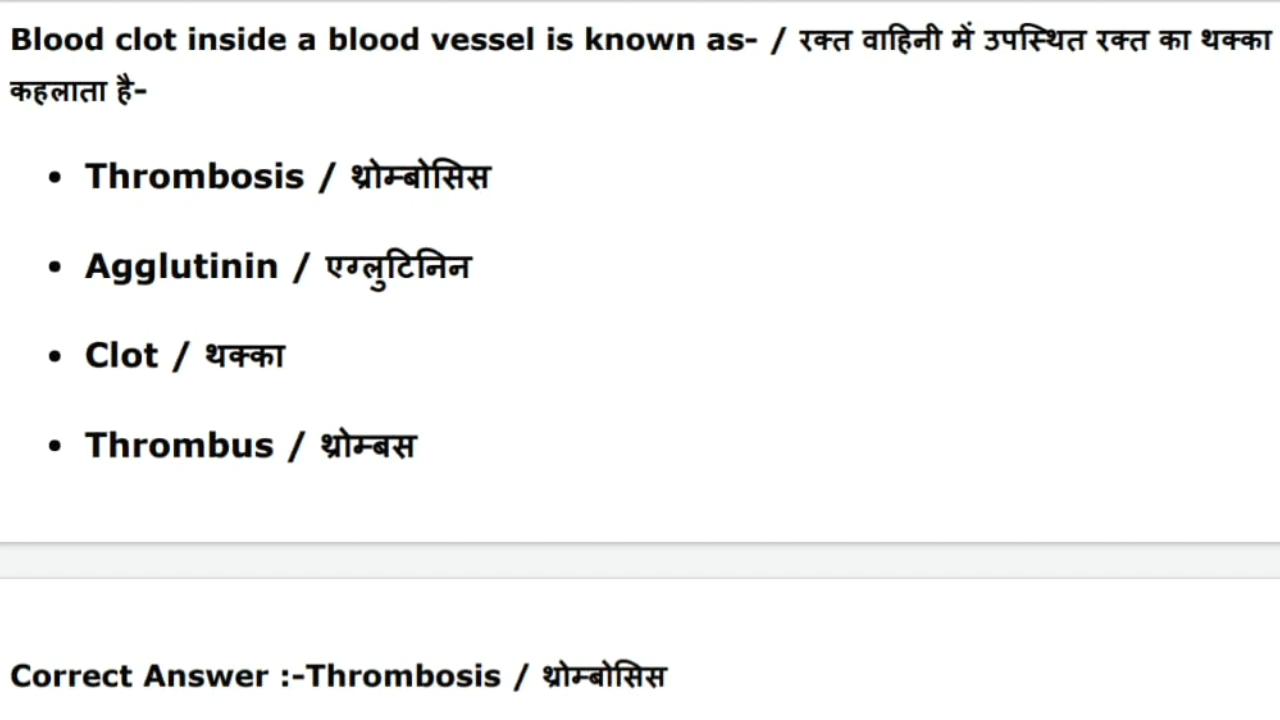 Blood clot inside a blood vessel is known as- / रक्त वाहिनी में उपस्थित रक्त का थक्का
कहलाता है-
• Thrombosis / थ्रोम्बोसिस
• Agglutinin / एग्लुटिनिन
• Clot / थक्का
• Thrombus / थ्रोम्बस
Correct Answer :-Thrombosis / थ्रोम्बोसिस